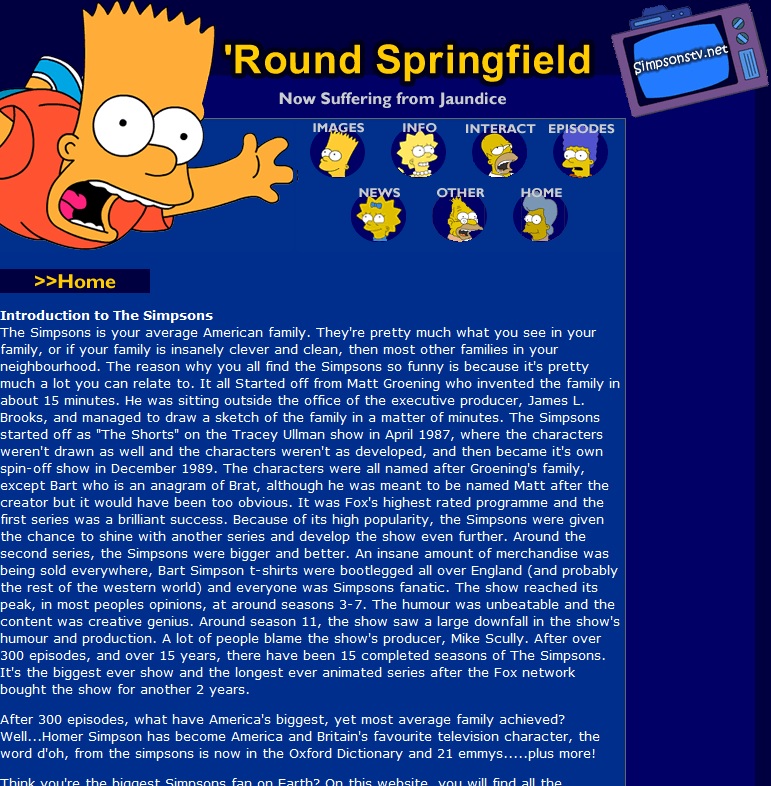 'Round Springfield
Simpsonstv.net
Now Suffering from Jaundice
IMAGES INFO INTERACT EPISODES
NEWS OTHER HOME
>>Home
Introduction to The Simpsons
The Simpsons is your average American family. They're pretty much what you see in your
family, or if your family is insanely clever and clean, then most other families in your
neighbourhood. The reason why you all find the Simpsons so funny is because it's pretty
much a lot you can relate to. It all Started off from Matt Groening who invented the family in
about 15 minutes. He was sitting outside the office of the executive producer, James L.
Brooks, and managed to draw a sketch of the family in a matter of minutes. The Simpsons
started off as "The Shorts" on the Tracey Ullman show in April 1987, where the characters
weren't drawn as well and the characters weren't as developed, and then became it's own
spin-off show in December 1989. The characters were all named after Groening's family,
except Bart who is an anagram of Brat, although he was meant to be named Matt after the
creator but it would have been too obvious. It was Fox's highest rated programme and the
first series was a brilliant success. Because of its high popularity, the Simpsons were given
the chance to shine with another series and develop the show even further. Around the
second series, the Simpsons were bigger and better. An insane amount of merchandise was
being sold everywhere, Bart Simpson t-shirts were bootlegged all over England (and probably
the rest of the western world) and everyone was Simpsons fanatic. The show reached its
peak, in most peoples opinions, at around seasons 3-7. The humour was unbeatable and the
content was creative genius. Around season 11, the show saw a large downfall in the show's
humour and production. A lot of people blame the show's producer, Mike Scully. After over
300 episodes, and over 15 years, there have been 15 completed seasons of The Simpsons.
It's the biggest ever show and the longest ever animated series after the Fox network
bought the show for another 2 years.
After 300 episodes, what have America's biggest, yet most average family achieved?
Well...Homer Simpson has become America and Britain's favourite television character, the
word d'oh, from the simpsons is now in the Oxford Dictionary and 21 emmys.....plus more!
Think you're the biggest Simpsons fan on Earth? On this website, you will find all the